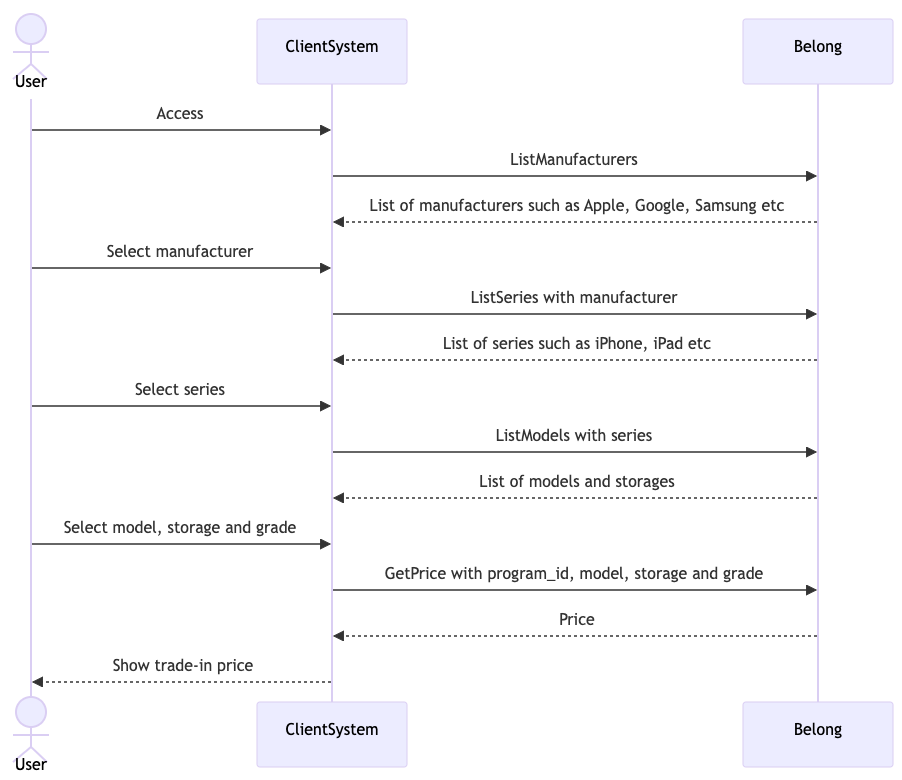 User
ClientSystem
Belong
Access
ListManufacturers
List of manufacturers such as Apple, Google, Samsung etc
Select manufacturer
ListSeries with manufacturer
List of series such as iPhone, iPad etc
Select series
ListModels with series
List of models and storages
Select model, storage and grade
GetPrice with program_id, model, storage and grade
Price
Show trade-in price
User
ClientSystem
Belong